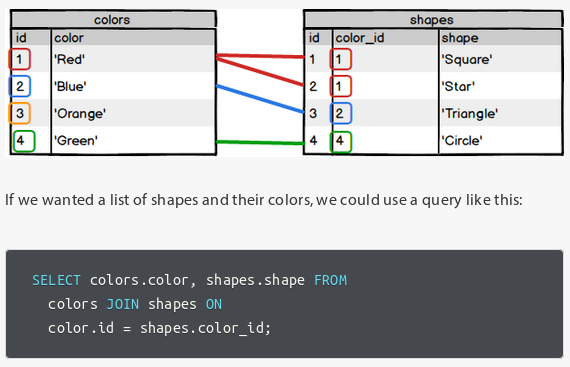 colors
id color
1 'Red'
2 'Blue'
3 'Orange'
4 'Green'
shapes
id color_id shape
1 1 'Square'
2 1 'Star'
3 2 'Triangle'
4 4 'Circle'
If we wanted a list of shapes and their colors, we could use a query like this:
SELECT colors.color, shapes.shape FROM
colors JOIN shapes ON
color.id = shapes.color_id;